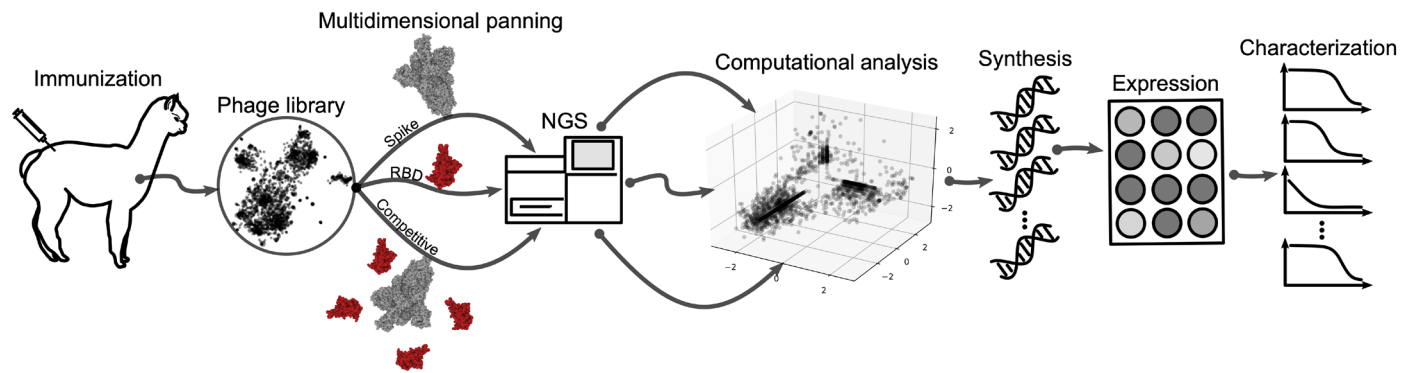 Multidimensional panning
Immunization
Phage library
Spike
RBD
Competitive
NGS
Computational analysis
2
0
−2
−2
0
2
−2
0
2
Synthesis
Expression
Characterization